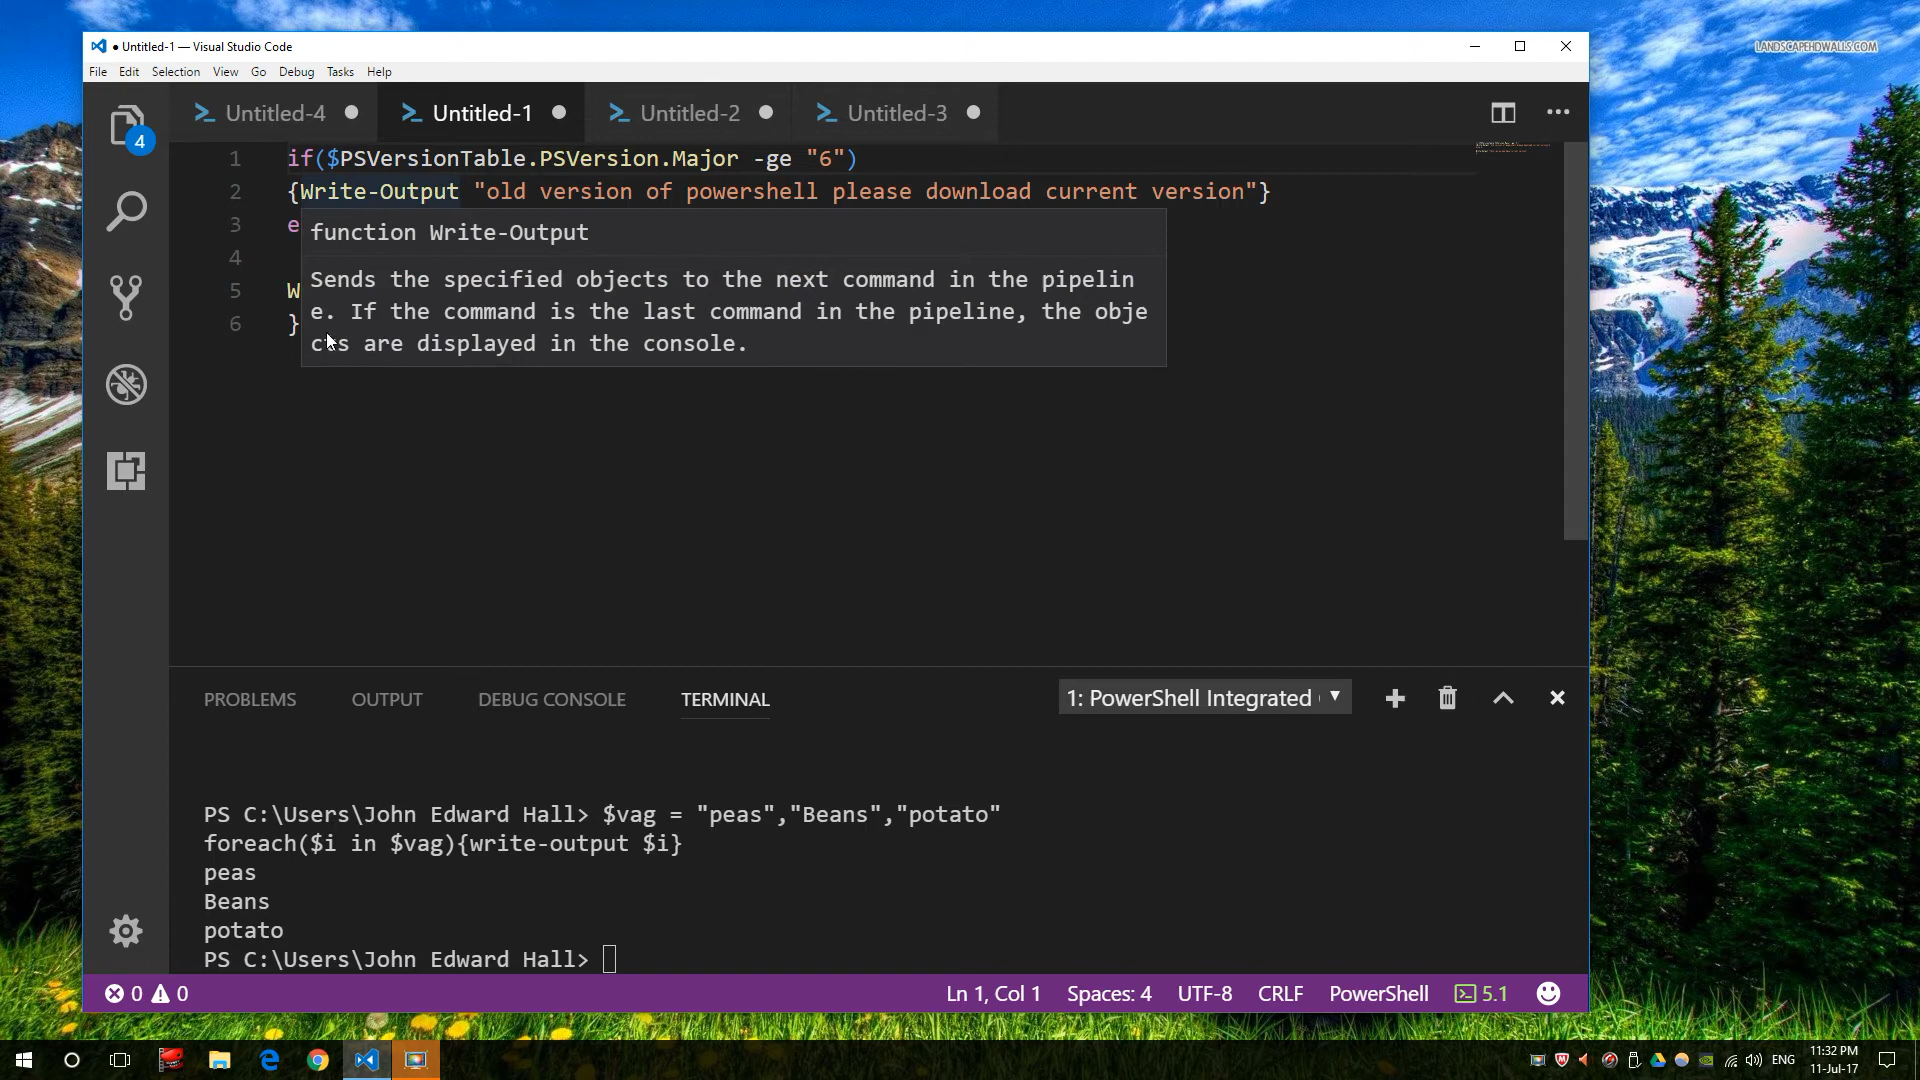 LANDSCAPEHDWALLS.COM
● Untitled-1 — Visual Studio Code
File Edit Selection View Go Debug Tasks Help
4
Untitled-4 Untitled-1 Untitled-2 Untitled-3
1 if($PSVersionTable.PSVersion.Major -ge "6")
2 {Write-Output "old version of powershell please download current version"}
3 e
function Write-Output
4
Sends the specified objects to the next command in the pipelin
5 W
e. If the command is the last command in the pipeline, the obje
6 }
cts are displayed in the console.
PROBLEMS OUTPUT DEBUG CONSOLE TERMINAL 1: PowerShell Integrated
PS C:\Users\John Edward Hall> $vag = "peas","Beans","potato"
foreach($i in $vag){write-output $i}
peas
Beans
potato
PS C:\Users\John Edward Hall>
0 0 Ln 1, Col 1 Spaces: 4 UTF-8 CRLF PowerShell 5.1
ENG 11:32 PM
11-Jul-17